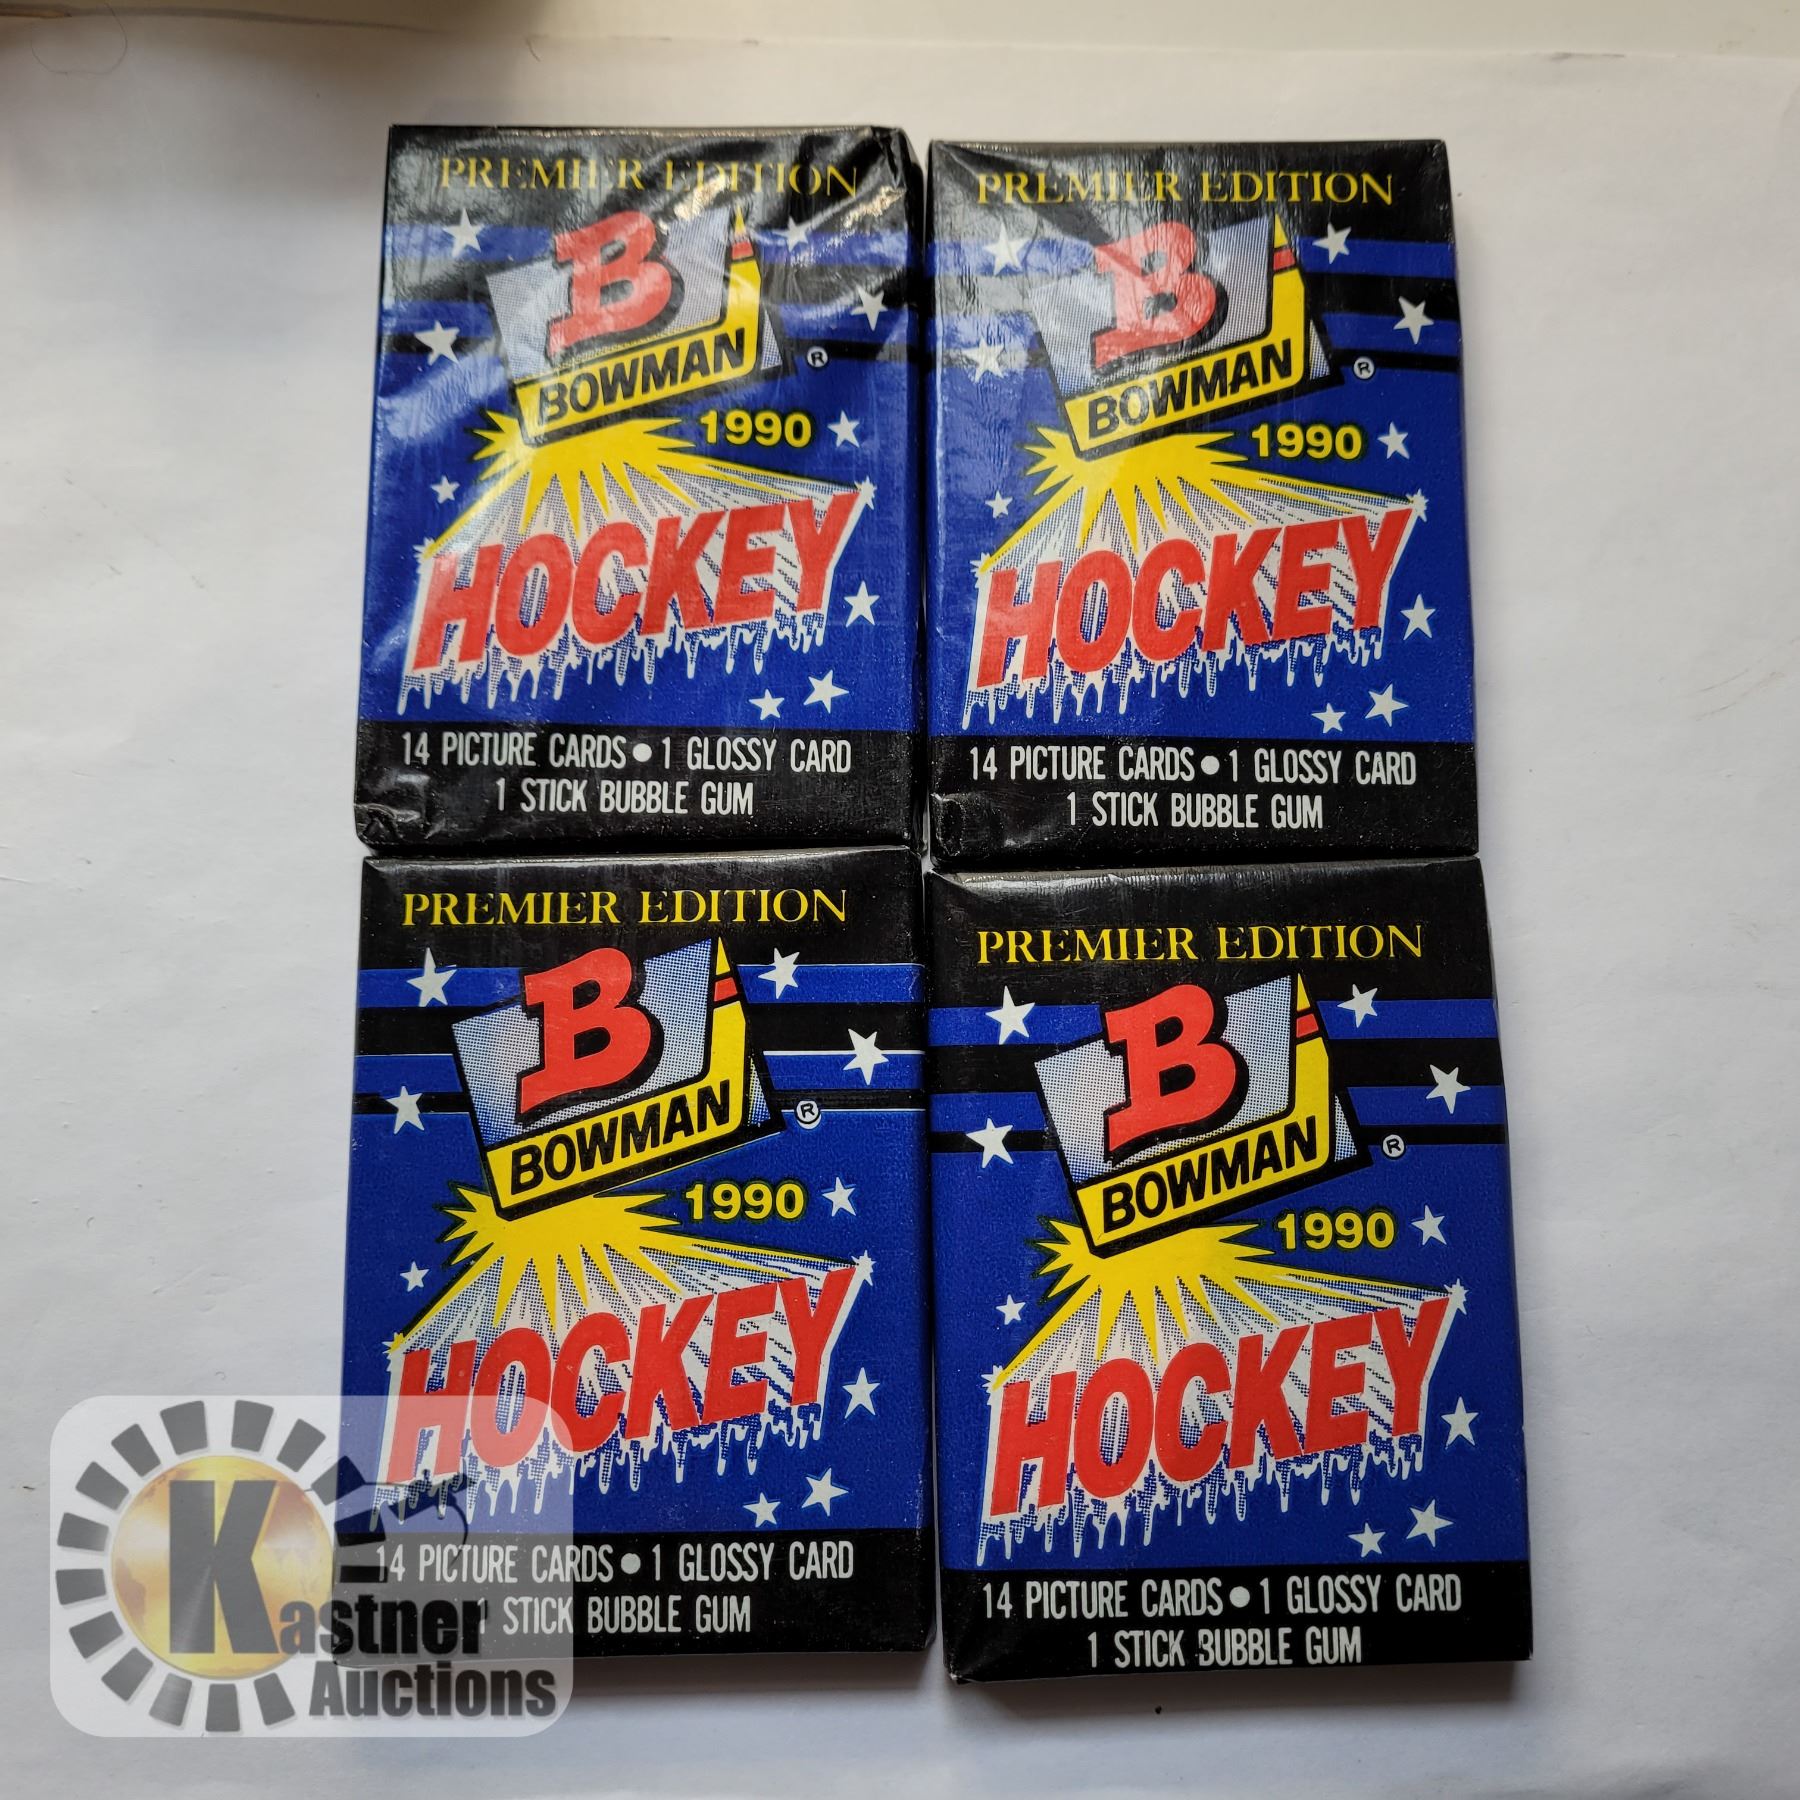 PREMIER EDITION
B
BOWMAN
®
1990
HOCKEY
14 PICTURE CARDS • 1 GLOSSY CARD
1 STICK BUBBLE GUM
PREMIER EDITION
B
BOWMAN
®
1990
HOCKEY
14 PICTURE CARDS • 1 GLOSSY CARD
1 STICK BUBBLE GUM
PREMIER EDITION
B
BOWMAN
®
1990
HOCKEY
14 PICTURE CARDS • 1 GLOSSY CARD
1 STICK BUBBLE GUM
PREMIER EDITION
B
BOWMAN
®
1990
HOCKEY
14 PICTURE CARDS • 1 GLOSSY CARD
1 STICK BUBBLE GUM
Kastner
Auctions